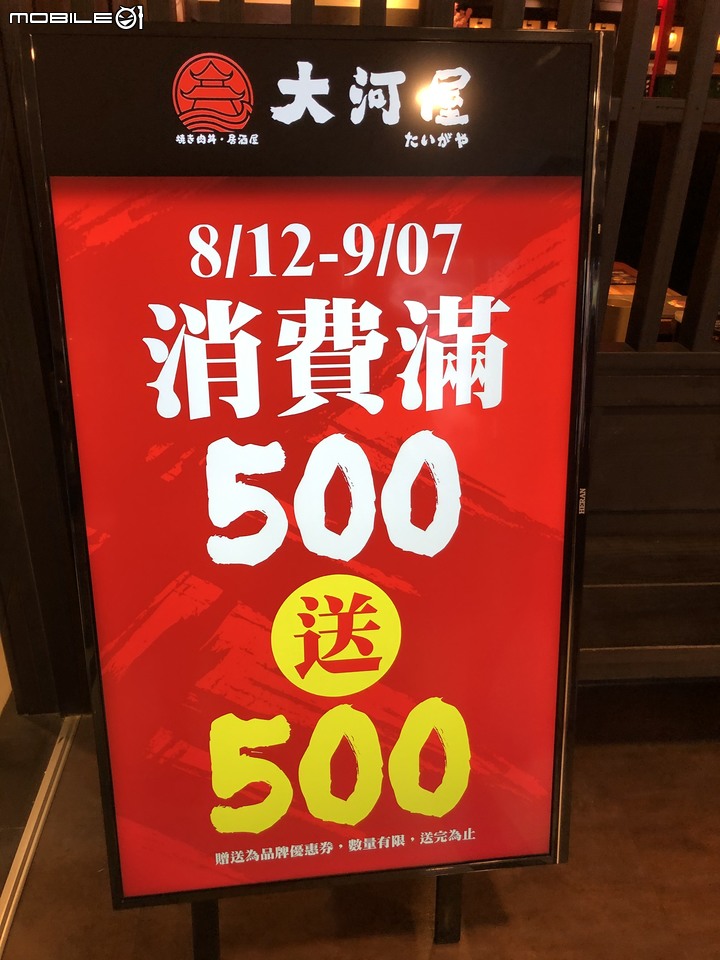 MOBILE01
大河屋
焼き肉丼・居酒屋
たいがや
8/12-9/07
消費滿
500
送
500
贈送為品牌優惠券，數量有限，送完為止
HERAN